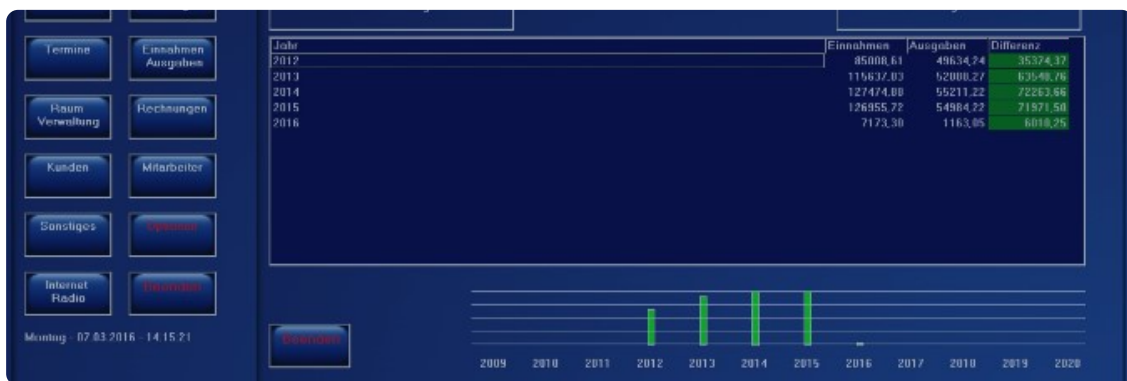 Termine
Einnahmen
Ausgaben
Raum
Verwaltung
Rechnungen
Kunden
Mitarbeiter
Sonstiges
Optionen
Internet
Radio
Beenden
Montag - 07.03.2016 - 14:15:21
Jahr Einnahmen Ausgaben Differenz
2012 85008,61 49634,24 35374,37
2013 115637,03 52088,27 63548,76
2014 127474,88 55211,22 72263,66
2015 126955,72 54984,22 71971,50
2016 7173,30 1163,05 6010,25
Beenden
2009 2010 2011 2012 2013 2014 2015 2016 2017 2018 2019 2020